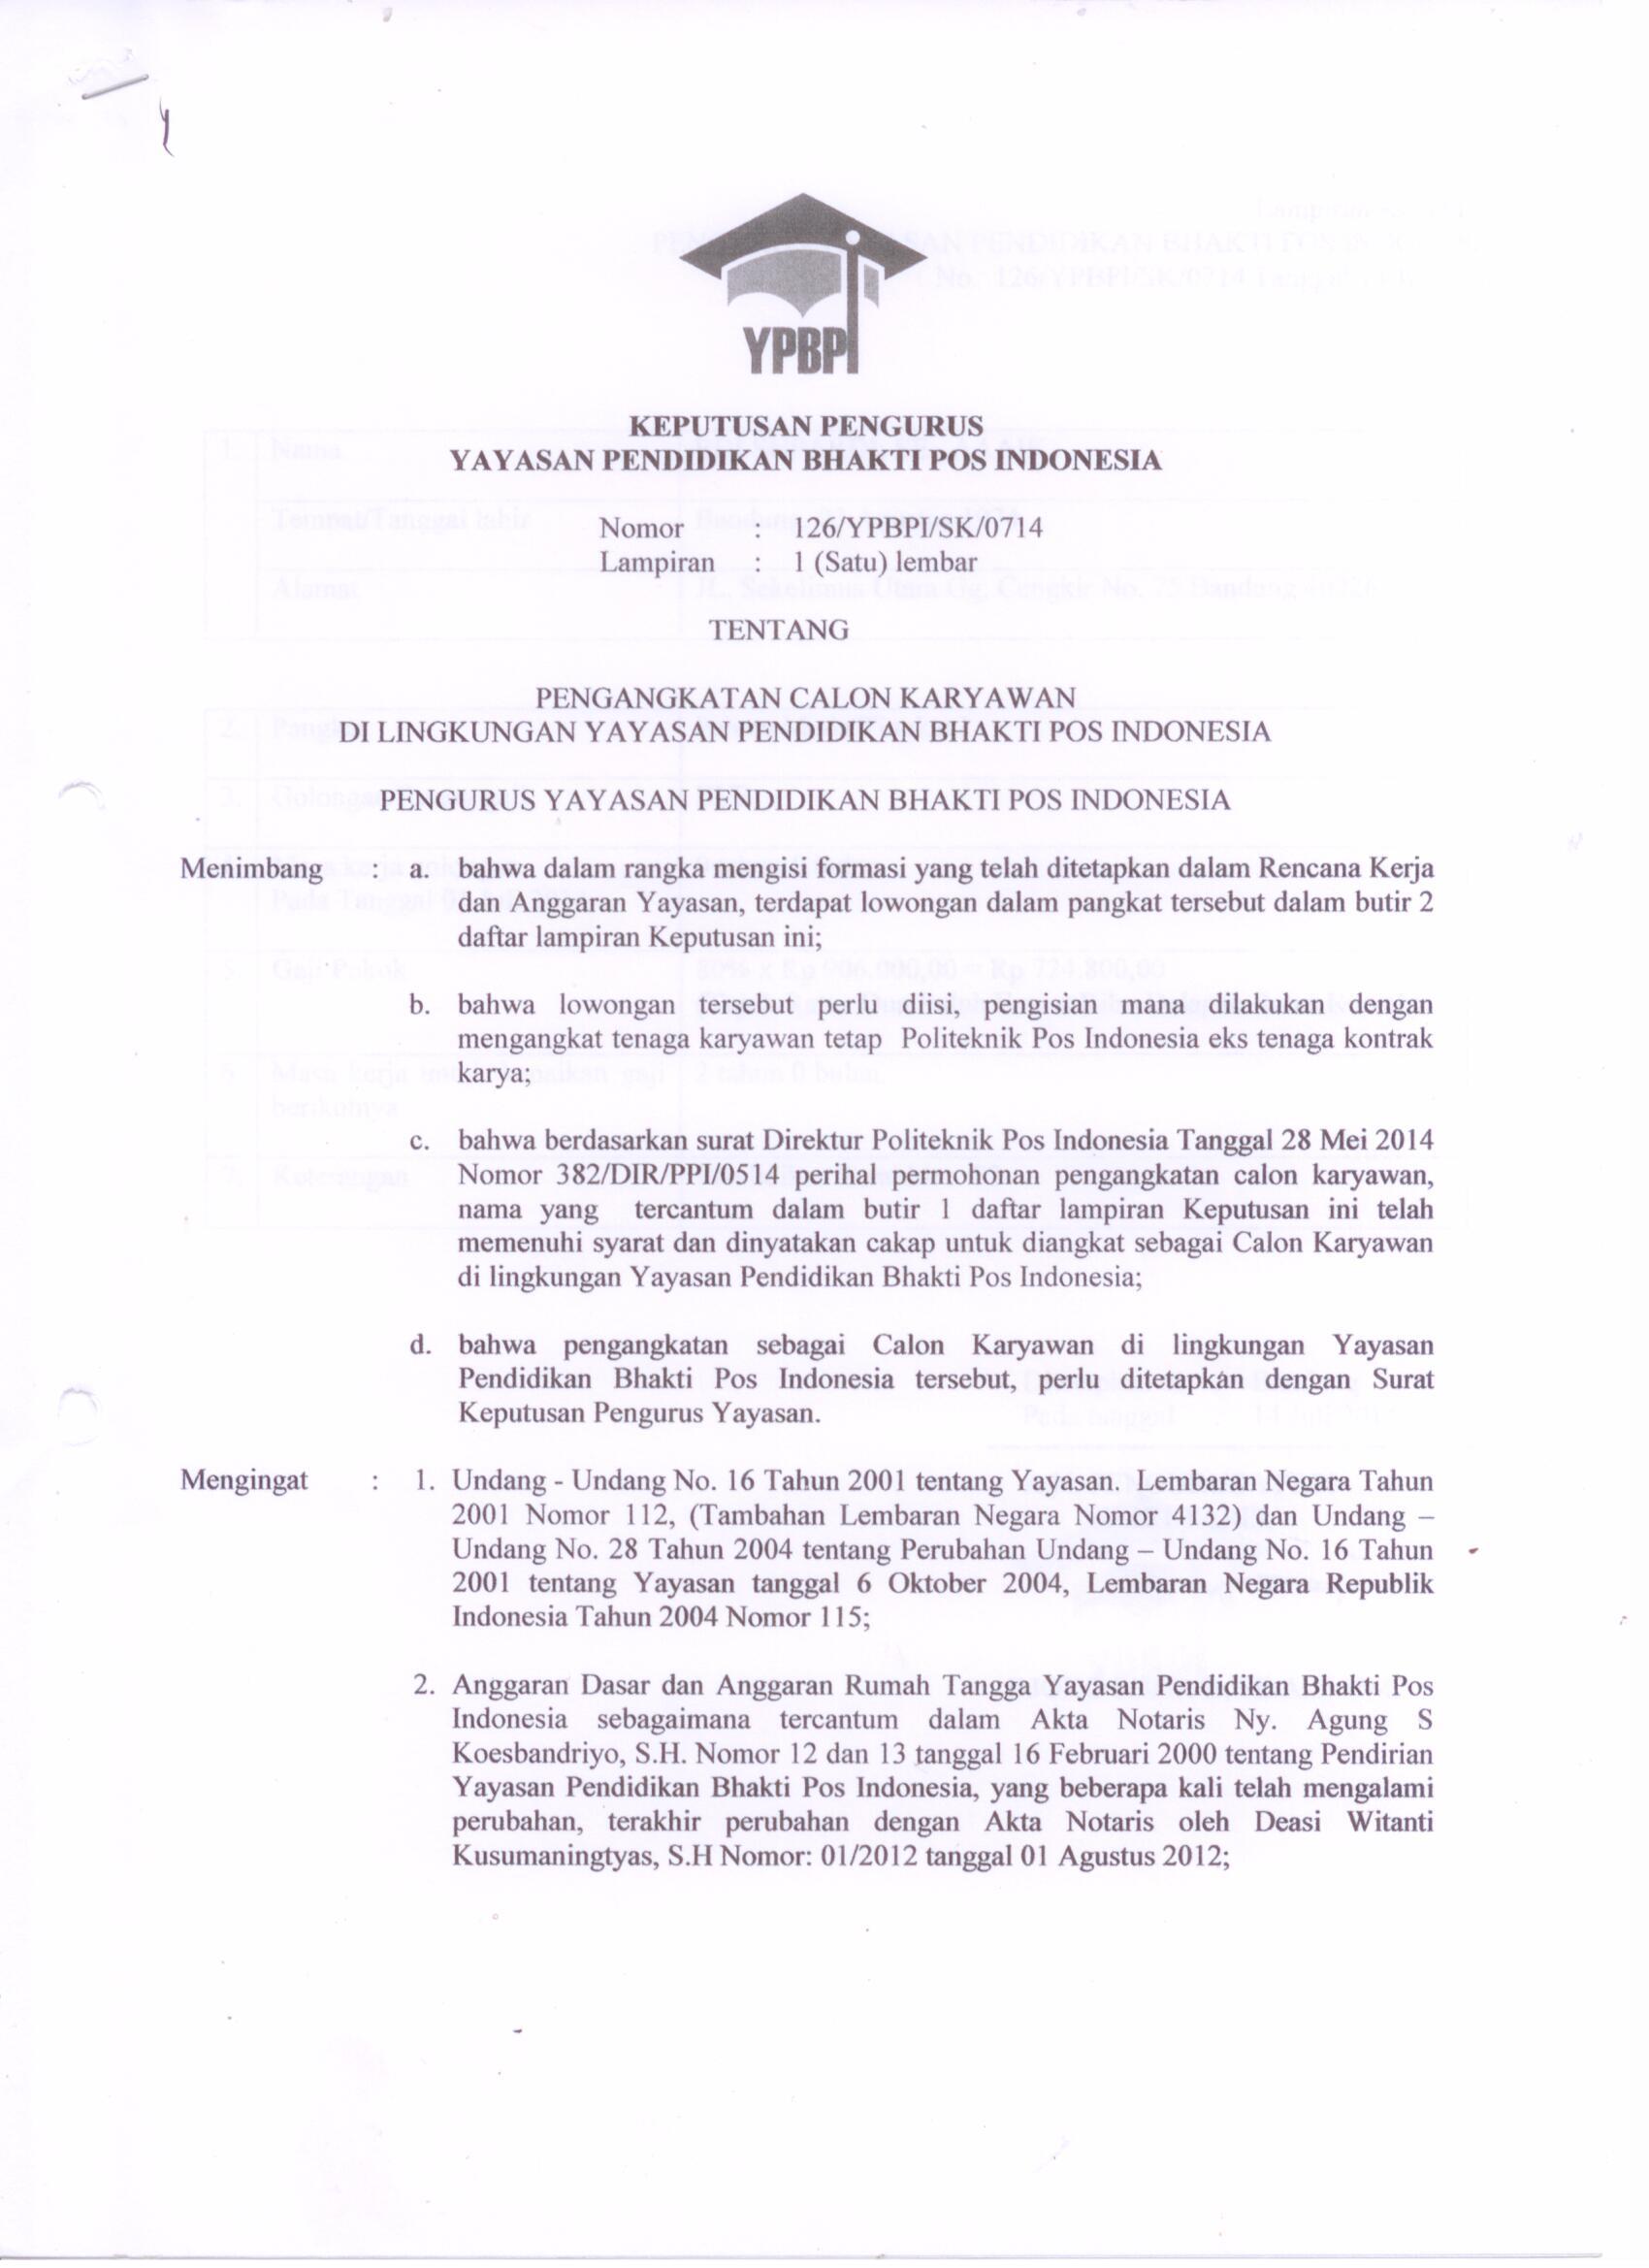 YPBPI
KEPUTUSAN PENGURUS
YAYASAN PENDIDIKAN BHAKTI POS INDONESIA
Nomor : 126/YPBPI/SK/0714
Lampiran : 1 (Satu) lembar
TENTANG
PENGANGKATAN CALON KARYAWAN
DI LINGKUNGAN YAYASAN PENDIDIKAN BHAKTI POS INDONESIA
PENGURUS YAYASAN PENDIDIKAN BHAKTI POS INDONESIA
Menimbang : a. bahwa dalam rangka mengisi formasi yang telah ditetapkan dalam Rencana Kerja
dan Anggaran Yayasan, terdapat lowongan dalam pangkat tersebut dalam butir 2
daftar lampiran Keputusan ini;
b. bahwa lowongan tersebut perlu diisi, pengisian mana dilakukan dengan
mengangkat tenaga karyawan tetap Politeknik Pos Indonesia eks tenaga kontrak
karya;
c. bahwa berdasarkan surat Direktur Politeknik Pos Indonesia Tanggal 28 Mei 2014
Nomor 382/DIR/PPI/0514 perihal permohonan pengangkatan calon karyawan,
nama yang tercantum dalam butir 1 daftar lampiran Keputusan ini telah
memenuhi syarat dan dinyatakan cakap untuk diangkat sebagai Calon Karyawan
di lingkungan Yayasan Pendidikan Bhakti Pos Indonesia;
d. bahwa pengangkatan sebagai Calon Karyawan di lingkungan Yayasan
Pendidikan Bhakti Pos Indonesia tersebut, perlu ditetapkan dengan Surat
Keputusan Pengurus Yayasan.
Mengingat : 1. Undang - Undang No. 16 Tahun 2001 tentang Yayasan. Lembaran Negara Tahun
2001 Nomor 112, (Tambahan Lembaran Negara Nomor 4132) dan Undang –
Undang No. 28 Tahun 2004 tentang Perubahan Undang – Undang No. 16 Tahun
2001 tentang Yayasan tanggal 6 Oktober 2004, Lembaran Negara Republik
Indonesia Tahun 2004 Nomor 115;
2. Anggaran Dasar dan Anggaran Rumah Tangga Yayasan Pendidikan Bhakti Pos
Indonesia sebagaimana tercantum dalam Akta Notaris Ny. Agung S
Koesbandriyo, S.H. Nomor 12 dan 13 tanggal 16 Februari 2000 tentang Pendirian
Yayasan Pendidikan Bhakti Pos Indonesia, yang beberapa kali telah mengalami
perubahan, terakhir perubahan dengan Akta Notaris oleh Deasi Witanti
Kusumaningtyas, S.H Nomor: 01/2012 tanggal 01 Agustus 2012;